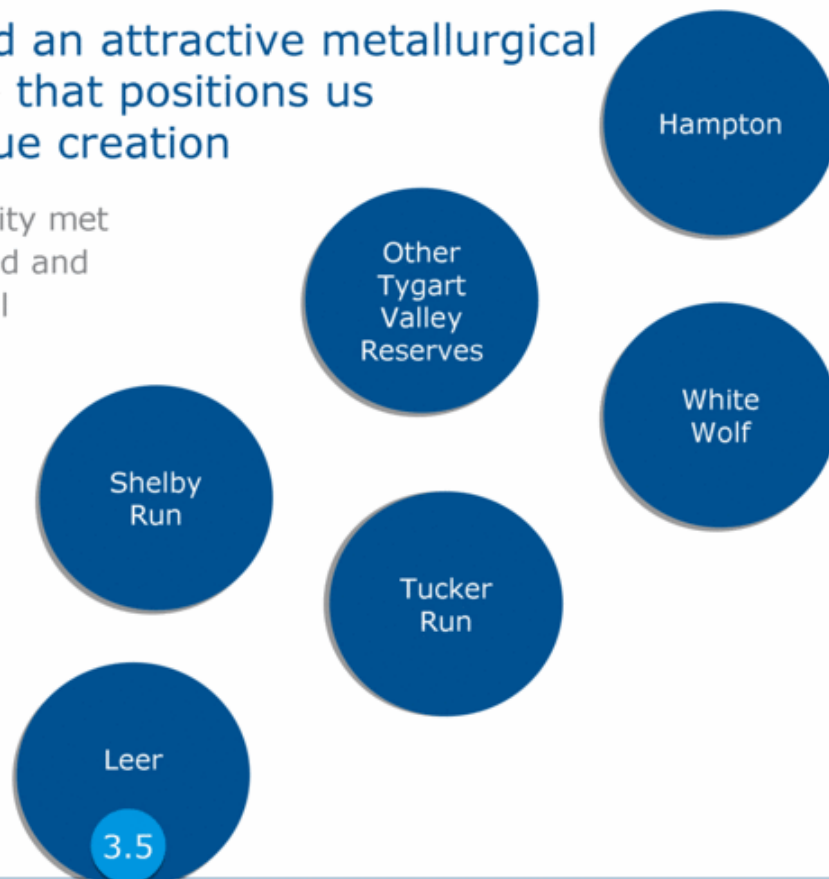 d an attractive metallurgical
that positions us
ue creation
ity met
d and
l
Hampton
Other
Tygart
Valley
Reserves
White
Wolf
Shelby
Run
Tucker
Run
Leer
3.5